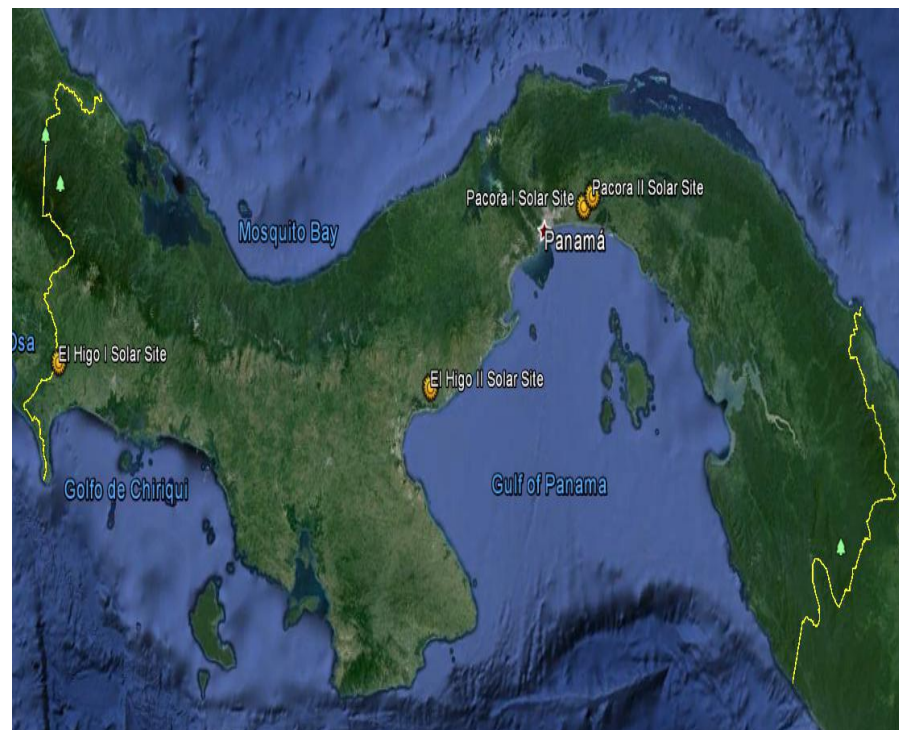 Pacora II Solar Site
Pacora I Solar Site
Mosquito Bay
Panamá
Osa
El Higo I Solar Site
El Higo II Solar Site
Golfo de Chiriqui
Gulf of Panama